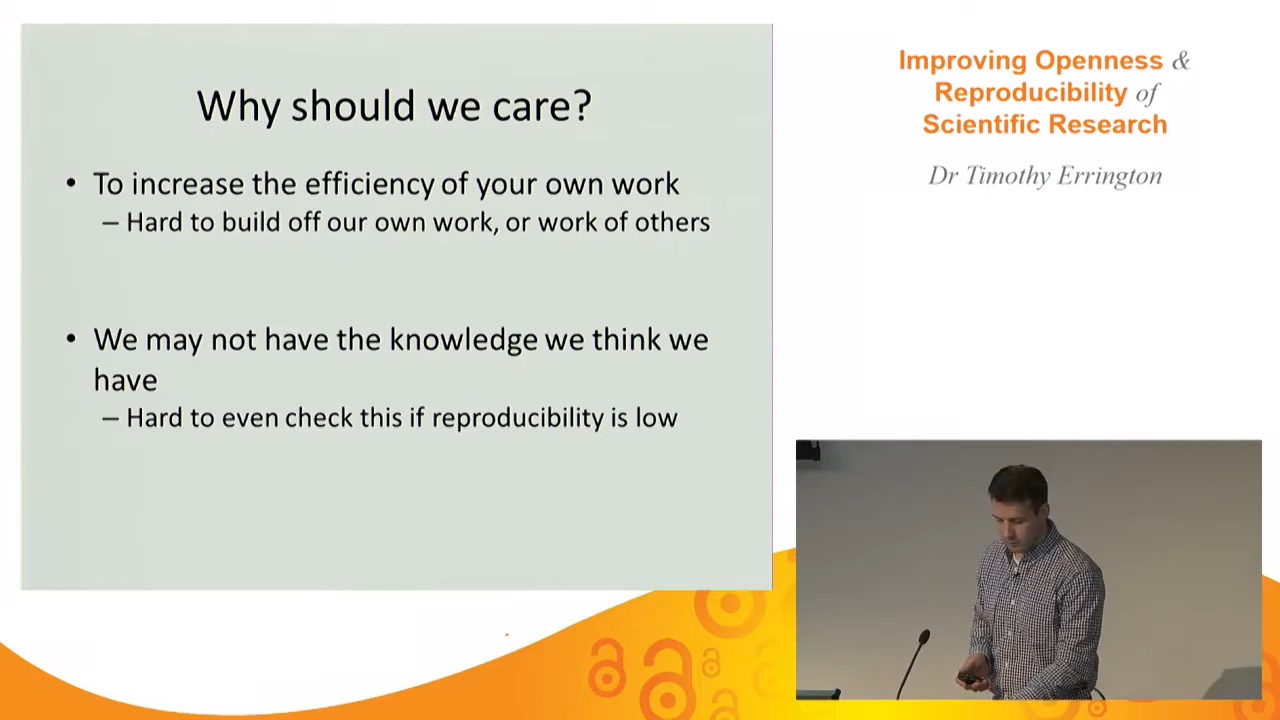 Why should we care?
• To increase the efficiency of your own work
– Hard to build off our own work, or work of others
• We may not have the knowledge we think we
have
– Hard to even check this if reproducibility is low
Improving Openness &
Reproducibility of
Scientific Research
Dr Timothy Errington